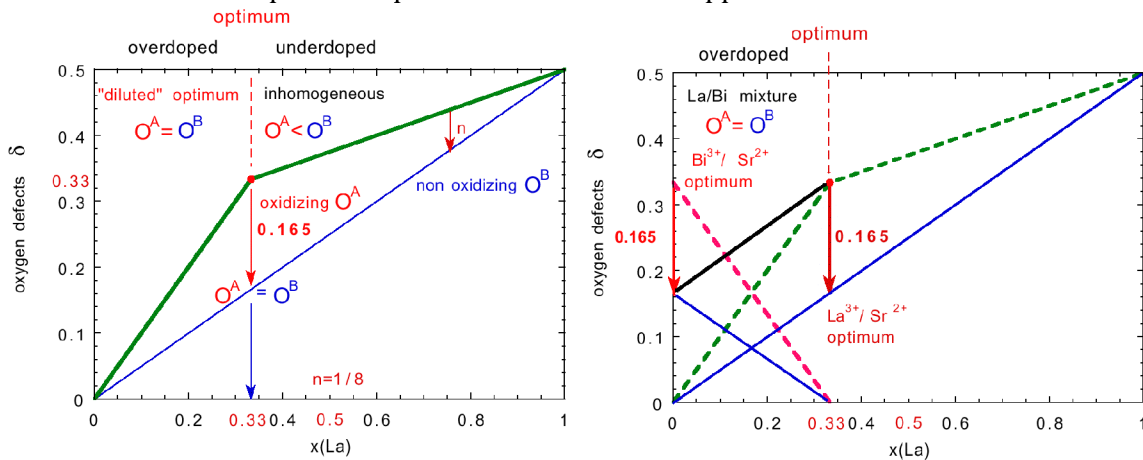 optimum
overdoped underdoped
"diluted" optimum inhomogeneous
O^A = O^B O^A < O^B
n
oxidizing O^A
non oxidizing O^B
0.165
O^A = O^B
n=1/8
0.5
0.4
0.33
0.3
0.2
0.1
0
oxygen defects δ
0 0.2 0.33 0.4 0.5 0.6 0.8 1
x(La)
optimum
overdoped
La/Bi mixture
O^A = O^B
Bi^3+/ Sr^2+
optimum
0.165
0.165
La^3+/ Sr^2+
optimum
0.5
0.4
0.3
0.2
0.1
0
oxygen defects δ
0 0.2 0.33 0.4 0.5 0.6 0.8 1
x(La)